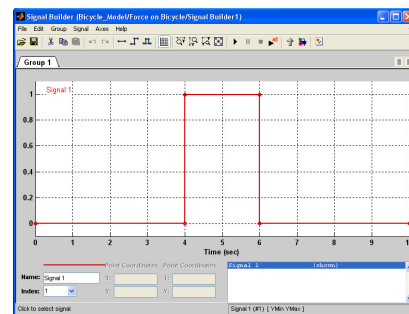 Signal Builder (Bicycle_Model/Force on Bicycle/Signal Builder1)
File Edit Group Signal Axes Help
Group 1
Signal 1
1
0.8
0.6
0.4
0.2
0
0 1 2 3 4 5 6 7 8 9
Time (sec)
Point Coordinates Point Coordinates
Signal 1 (shown)
Name: Signal 1
T: T:
Index: 1
Y: Y:
Click to select signal
Signal 1 (#1) [ YMin YMax ]